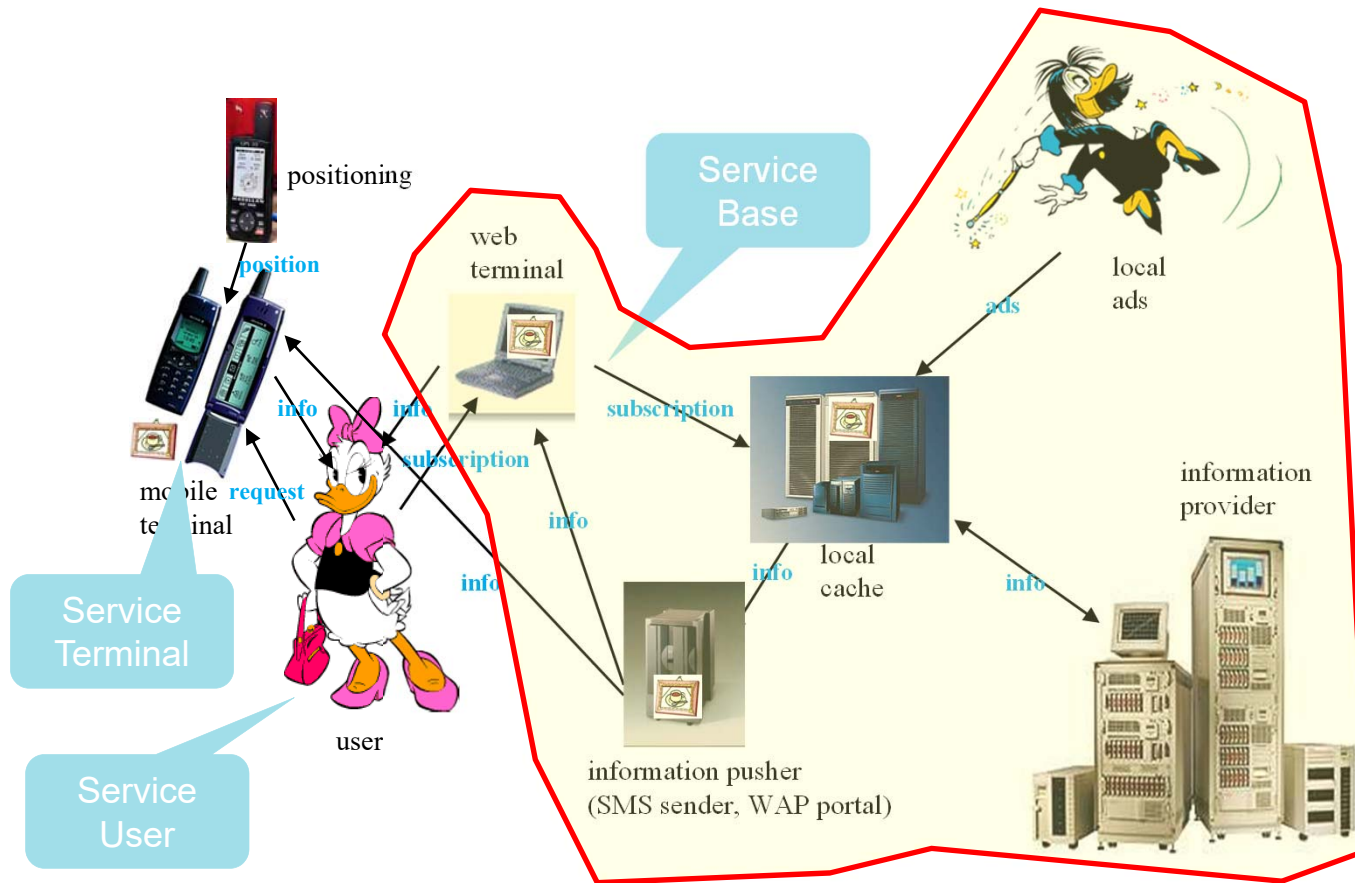 positioning
position
Service
Base
web
terminal
local
ads
ads
info
info
subscription
subscription
mobile
terminal
request
information
provider
info
local
cache
info
info
info
Service
Terminal
user
information pusher
(SMS sender, WAP portal)
Service
User